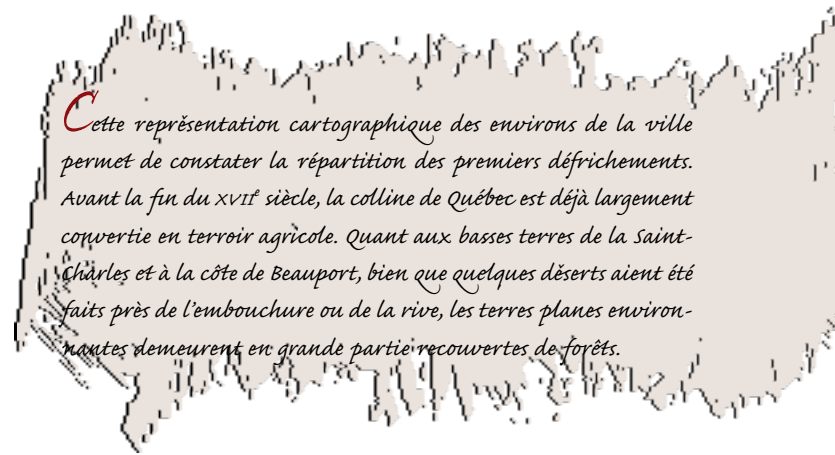 Cette représentation cartographique des environs de la ville
permet de constater la répartition des premiers défrichements.
Avant la fin du XVIIe siècle, la colline de Québec est déjà largement
convertie en terroir agricole. Quant aux basses terres de la Saint-
Charles et à la côte de Beauport, bien que quelques déserts aient été
faits près de l'embouchure ou de la rive, les terres planes environ-
nantes demeurent en grande partie recouvertes de forêts.